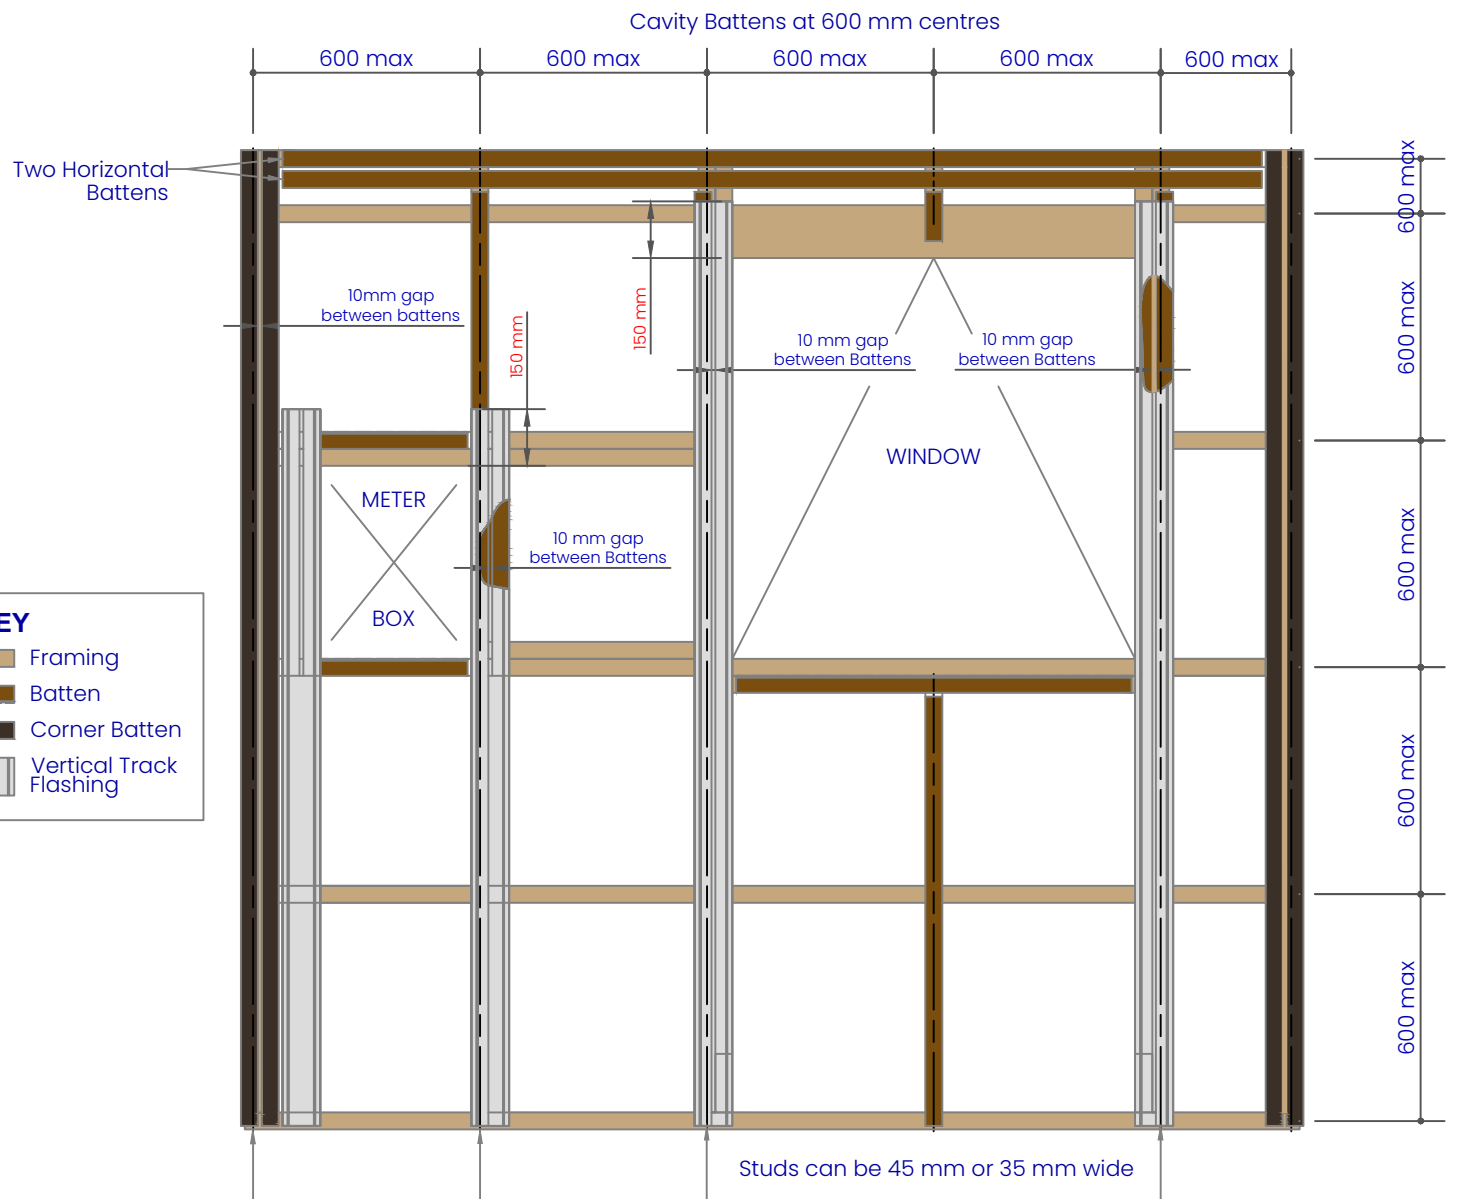 Cavity Battens at 600 mm centres
600 max
600 max
600 max
600 max
600 max
Two Horizontal
Battens
600 max
10mm gap
between battens
150 mm
150 mm
10 mm gap
between Battens
10 mm gap
between Battens
600 max
WINDOW
METER
BOX
10 mm gap
between Battens
600 max
EY
Framing
Batten
Corner Batten
Vertical Track
Flashing
600 max
600 max
Studs can be 45 mm or 35 mm wide